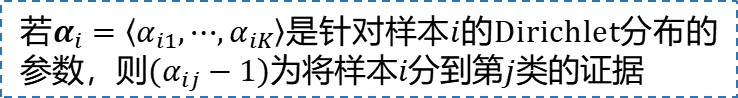 若𝜶ᵢ = ⟨αᵢ₁, ⋯, αᵢK⟩是针对样本i的Dirichlet分布的
参数，则(αᵢⱼ − 1)为将样本i分到第j类的证据